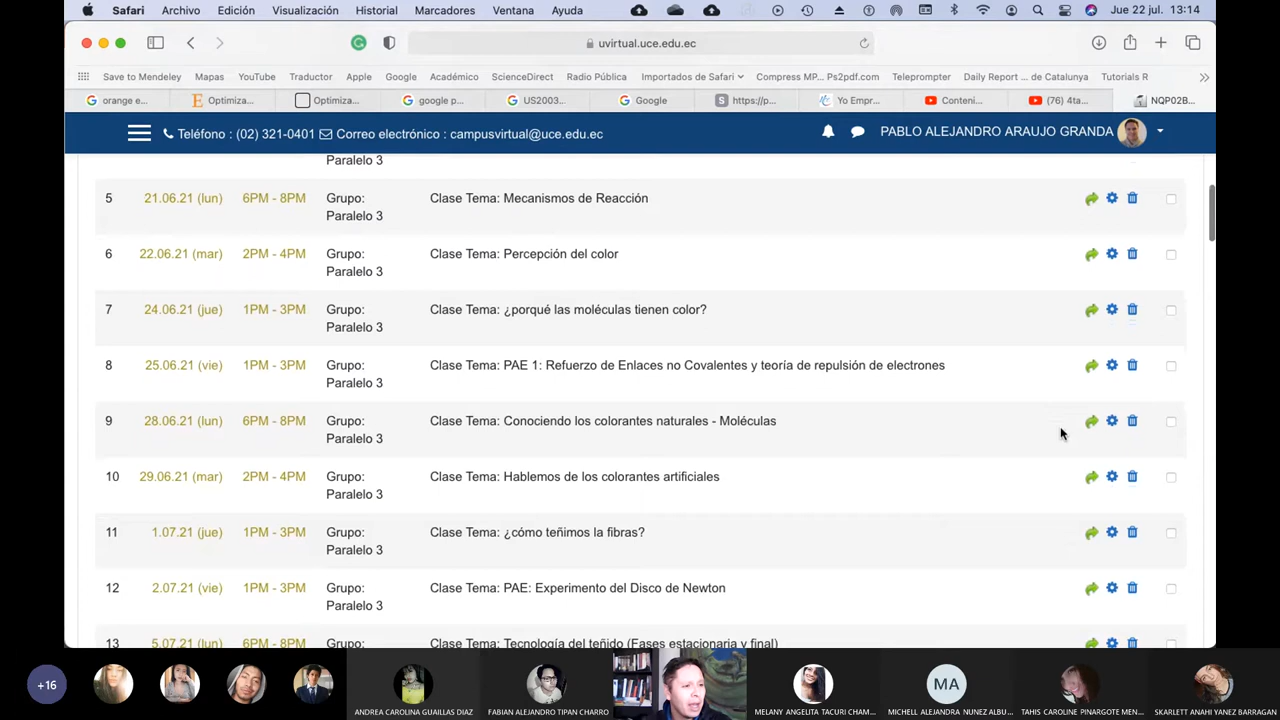 Safari Archivo Edición Visualización Historial Marcadores Ventana Ayuda Jue 22 jul. 13:14
uvirtual.uce.edu.ec
Save to Mendeley Mapas YouTube Traductor Apple Google Académico ScienceDirect Radio Pública Importados de Safari Compress MP... Ps2pdf.com Teleprompter Daily Report ... de Catalunya Tutorials R
orange e... Optimiza... Optimiza... google p... US2003... Google https://p... Yo Empr... Conteni... (76) 4ta... NQP02B...
Teléfono : (02) 321-0401 Correo electrónico : campusvirtual@uce.edu.ec PABLO ALEJANDRO ARAUJO GRANDA
Paralelo 3
5 21.06.21 (lun) 6PM - 8PM Grupo: Clase Tema: Mecanismos de Reacción
Paralelo 3
6 22.06.21 (mar) 2PM - 4PM Grupo: Clase Tema: Percepción del color
Paralelo 3
7 24.06.21 (jue) 1PM - 3PM Grupo: Clase Tema: ¿porqué las moléculas tienen color?
Paralelo 3
8 25.06.21 (vie) 1PM - 3PM Grupo: Clase Tema: PAE 1: Refuerzo de Enlaces no Covalentes y teoría de repulsión de electrones
Paralelo 3
9 28.06.21 (lun) 6PM - 8PM Grupo: Clase Tema: Conociendo los colorantes naturales - Moléculas
Paralelo 3
10 29.06.21 (mar) 2PM - 4PM Grupo: Clase Tema: Hablemos de los colorantes artificiales
Paralelo 3
11 1.07.21 (jue) 1PM - 3PM Grupo: Clase Tema: ¿cómo teñimos la fibras?
Paralelo 3
12 2.07.21 (vie) 1PM - 3PM Grupo: Clase Tema: PAE: Experimento del Disco de Newton
Paralelo 3
13 5.07.21 (lun) 6PM - 8PM Grupo: Clase Tema: Tecnología del teñido (Fases estacionaria y final)
+16 MA
ANDREA CAROLINA GUAILLAS DIAZ FABIAN ALEJANDRO TIPAN CHARRO MELANY ANGELITA TACURI CHAM... MICHELL ALEJANDRA NUNEZ ALBU... TAHIS CAROLINE PINARGOTE MEN... SKARLETT ANAHI YANEZ BARRAGAN